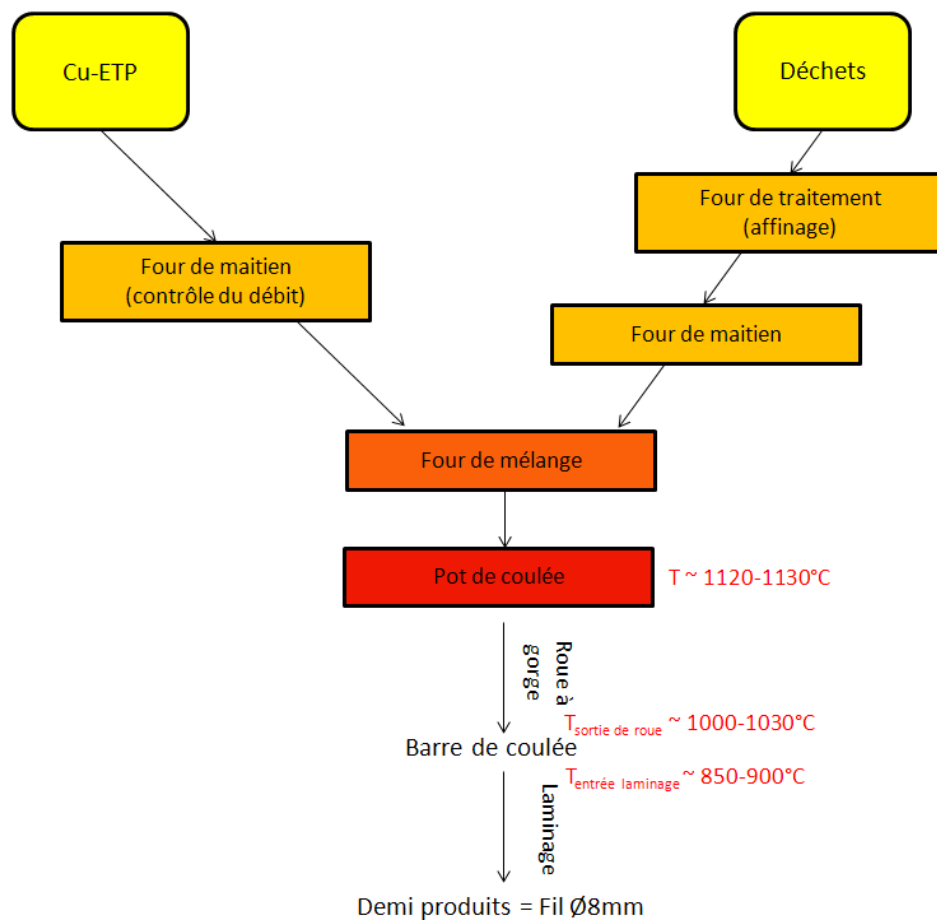 Cu-ETP
Déchets
Four de traitement
(affinage)
Four de maitien
(contrôle du débit)
Four de maitien
Four de mélange
Pot de coulée
T ~ 1120-1130°C
Roue à
gorge
T sortie de roue ~ 1000-1030°C
Barre de coulée
T entrée laminage ~ 850-900°C
Laminage
Demi produits = Fil Ø8mm